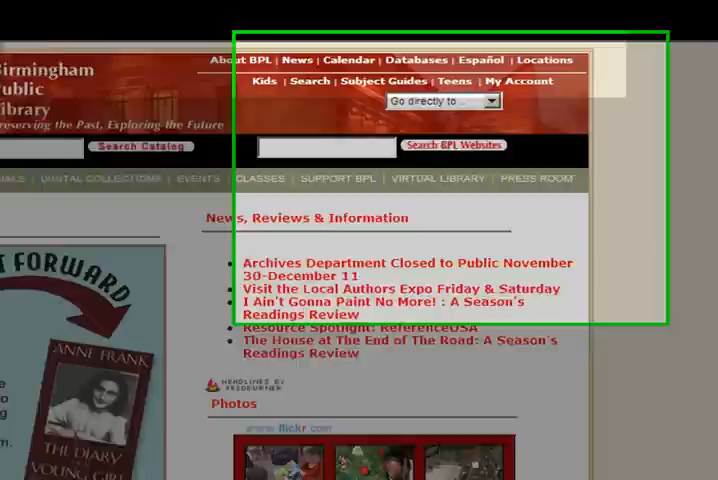 About BPL | News | Calendar | Databases | Español | Locations
Kids | Search | Subject Guides | Teens | My Account
Birmingham
Public
Library
Preserving the Past, Exploring the Future
Go directly to ...
Search Catalog
Search BPL Websites
DIGITAL COLLECTIONS | EVENTS | CLASSES | SUPPORT BPL | VIRTUAL LIBRARY | PRESS ROOM
News, Reviews & Information
Archives Department Closed to Public November
30-December 11
Visit the Local Authors Expo Friday & Saturday
I Ain't Gonna Paint No More! : A Season's
Readings Review
Resource Spotlight: ReferenceUSA
The House at The End of The Road: A Season's
Readings Review
HEADLINES BY
FEEDBURNER
Photos
www.flickr.com
T FORWARD
ANNE FRANK
THE DIARY
YOUNG GIRL